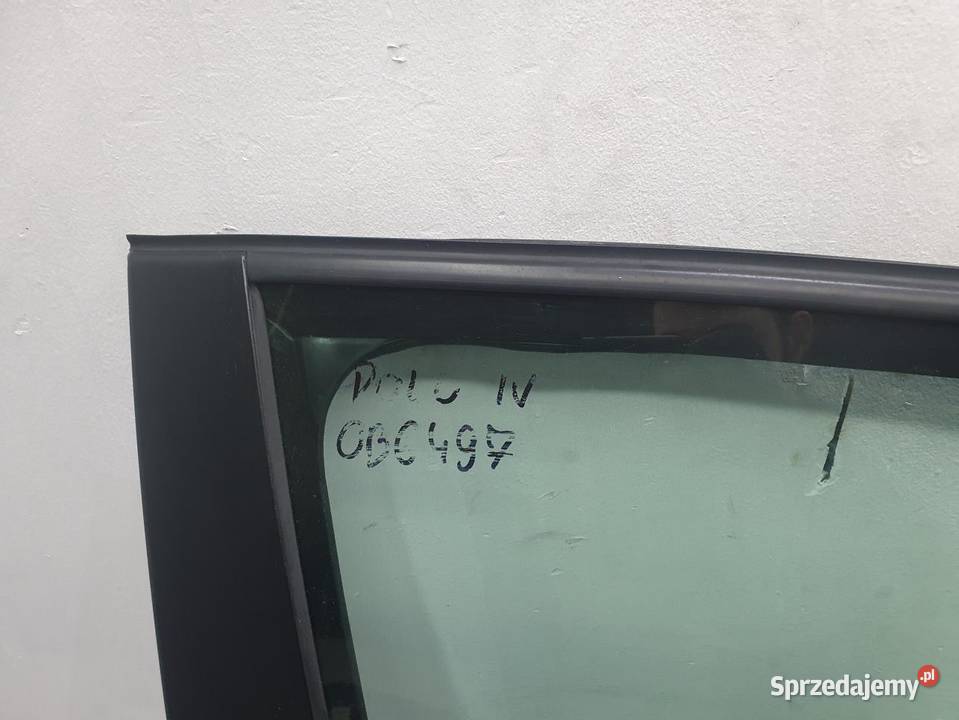 POLO IV
OBC497
Sprzedajemy.pl